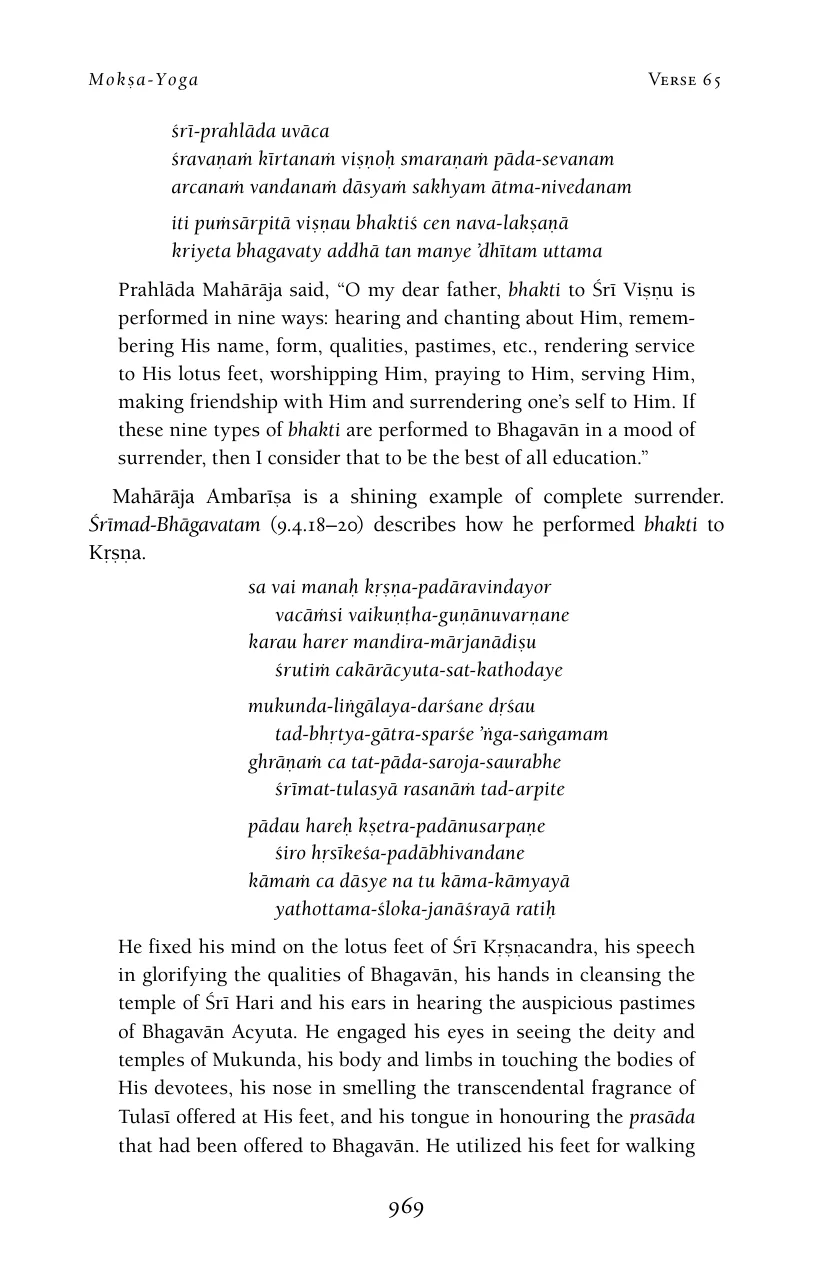 Mokṣa-Yoga Verse 65
śrī-prahlāda uvāca
śravaṇaṁ kīrtanaṁ viṣṇoḥ smaraṇaṁ pāda-sevanam
arcanaṁ vandanaṁ dāsyaṁ sakhyam ātma-nivedanam
iti puṁsārpitā viṣṇau bhaktiś cen nava-lakṣaṇā
kriyeta bhagavaty addhā tan manye ’dhītam uttama
Prahlāda Mahārāja said, “O my dear father, bhakti to Śrī Viṣṇu is
performed in nine ways: hearing and chanting about Him, remem-
bering His name, form, qualities, pastimes, etc., rendering service
to His lotus feet, worshipping Him, praying to Him, serving Him,
making friendship with Him and surrendering one’s self to Him. If
these nine types of bhakti are performed to Bhagavān in a mood of
surrender, then I consider that to be the best of all education.”
Mahārāja Ambarīṣa is a shining example of complete surrender.
Śrīmad-Bhāgavatam (9.4.18–20) describes how he performed bhakti to
Kṛṣṇa.
sa vai manaḥ kṛṣṇa-padāravindayor
vacāṁsi vaikuṇṭha-guṇānuvarṇane
karau harer mandira-mārjanādiṣu
śrutiṁ cakārācyuta-sat-kathodaye
mukunda-liṅgālaya-darśane dṛśau
tad-bhṛtya-gātra-sparśe ’ṅga-saṅgamam
ghrāṇaṁ ca tat-pāda-saroja-saurabhe
śrīmat-tulasyā rasanāṁ tad-arpite
pādau hareḥ kṣetra-padānusarpaṇe
śiro hṛṣīkeśa-padābhivandane
kāmaṁ ca dāsye na tu kāma-kāmyayā
yathottama-śloka-janāśrayā ratiḥ
He fixed his mind on the lotus feet of Śrī Kṛṣṇacandra, his speech
in glorifying the qualities of Bhagavān, his hands in cleansing the
temple of Śrī Hari and his ears in hearing the auspicious pastimes
of Bhagavān Acyuta. He engaged his eyes in seeing the deity and
temples of Mukunda, his body and limbs in touching the bodies of
His devotees, his nose in smelling the transcendental fragrance of
Tulasī offered at His feet, and his tongue in honouring the prasāda
that had been offered to Bhagavān. He utilized his feet for walking
969